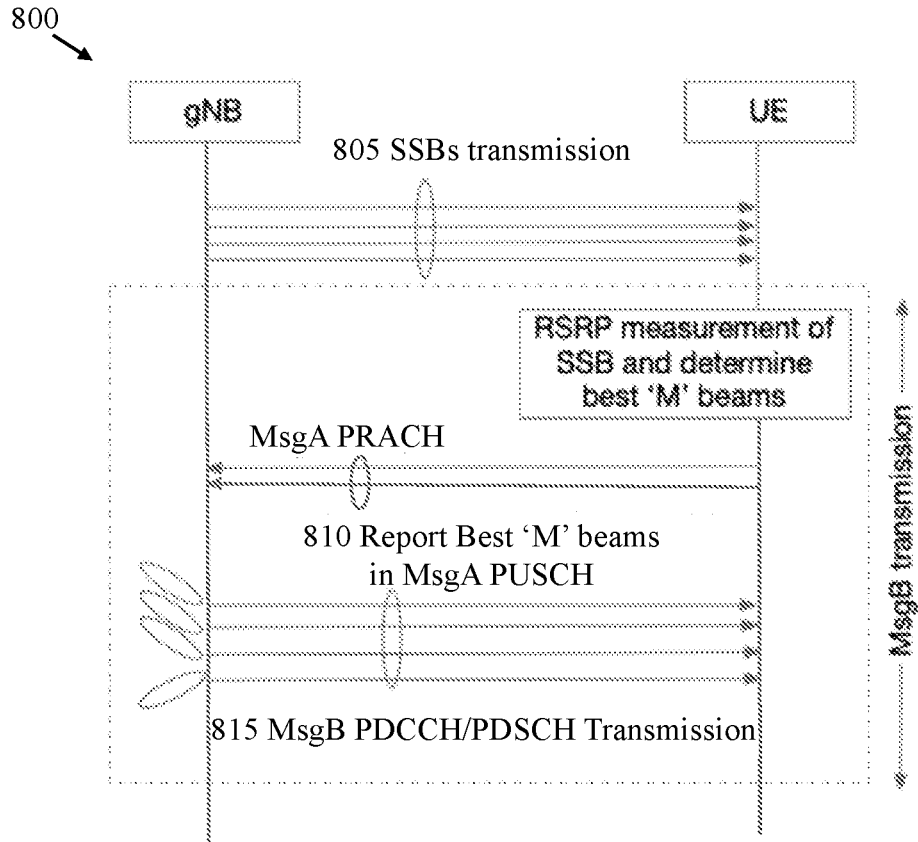 800
gNB
UE
805 SSBs transmission
RSRP measurement of
SSB and determine
best ‘M’ beams
MsgA PRACH
810 Report Best ‘M’ beams
in MsgA PUSCH
815 MsgB PDCCH/PDSCH Transmission
MsgB transmission